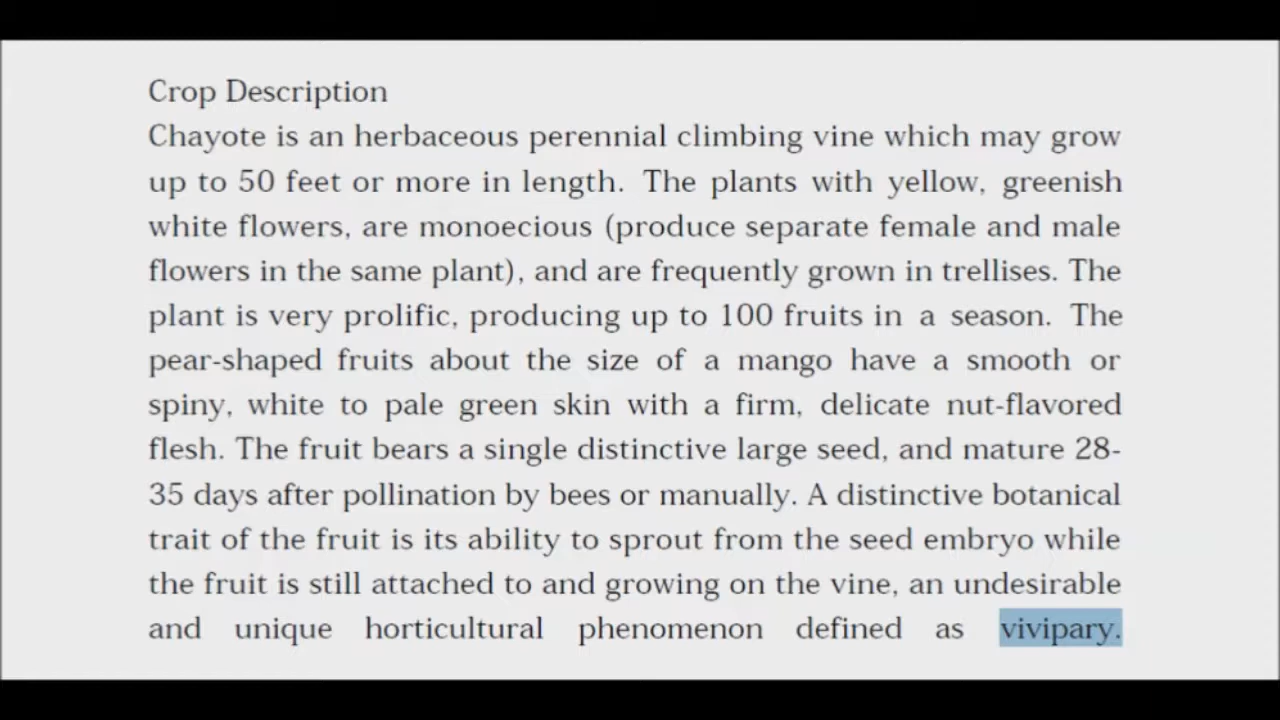 Crop Description
Chayote is an herbaceous perennial climbing vine which may grow
up to 50 feet or more in length. The plants with yellow, greenish
white flowers, are monoecious (produce separate female and male
flowers in the same plant), and are frequently grown in trellises. The
plant is very prolific, producing up to 100 fruits in a season. The
pear-shaped fruits about the size of a mango have a smooth or
spiny, white to pale green skin with a firm, delicate nut-flavored
flesh. The fruit bears a single distinctive large seed, and mature 28-
35 days after pollination by bees or manually. A distinctive botanical
trait of the fruit is its ability to sprout from the seed embryo while
the fruit is still attached to and growing on the vine, an undesirable
and unique horticultural phenomenon defined as vivipary.